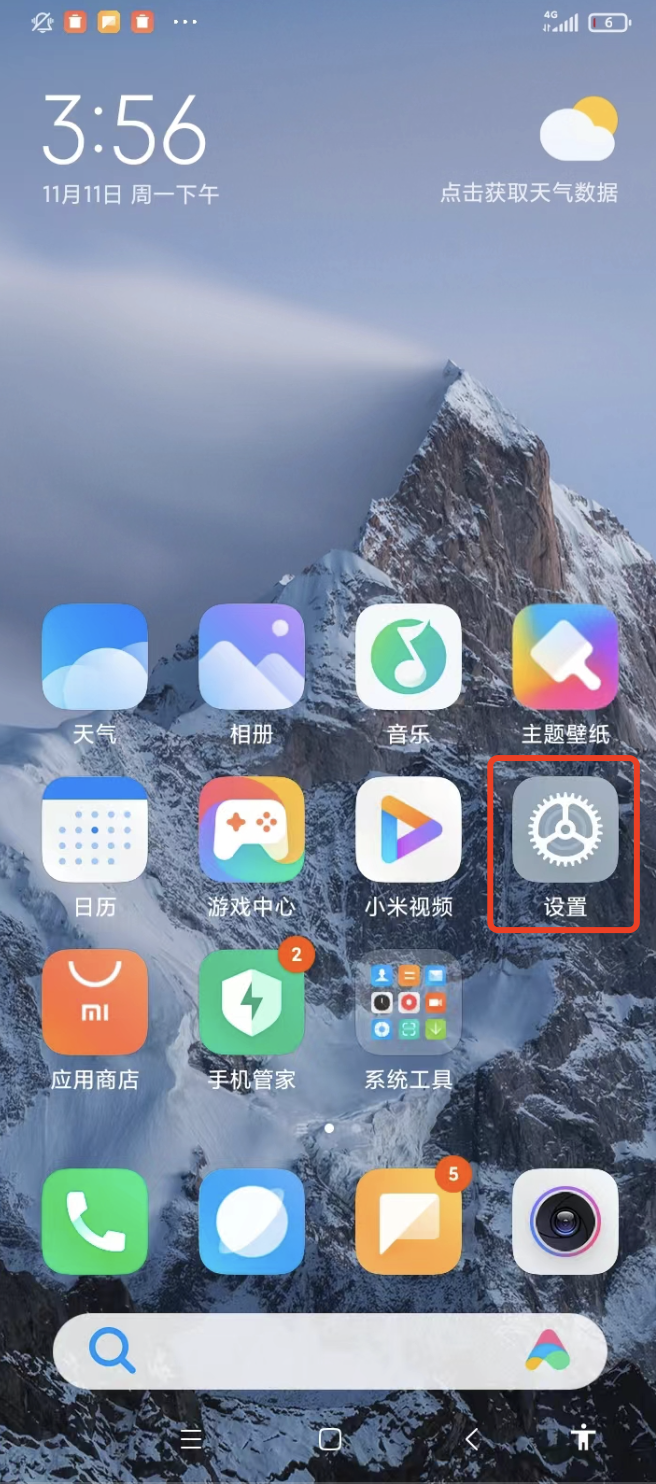 4G
6
3:56
11月11日 周一下午
点击获取天气数据
天气
相册
音乐
主题壁纸
日历
游戏中心
小米视频
设置
mi
2
应用商店
手机管家
系统工具
5